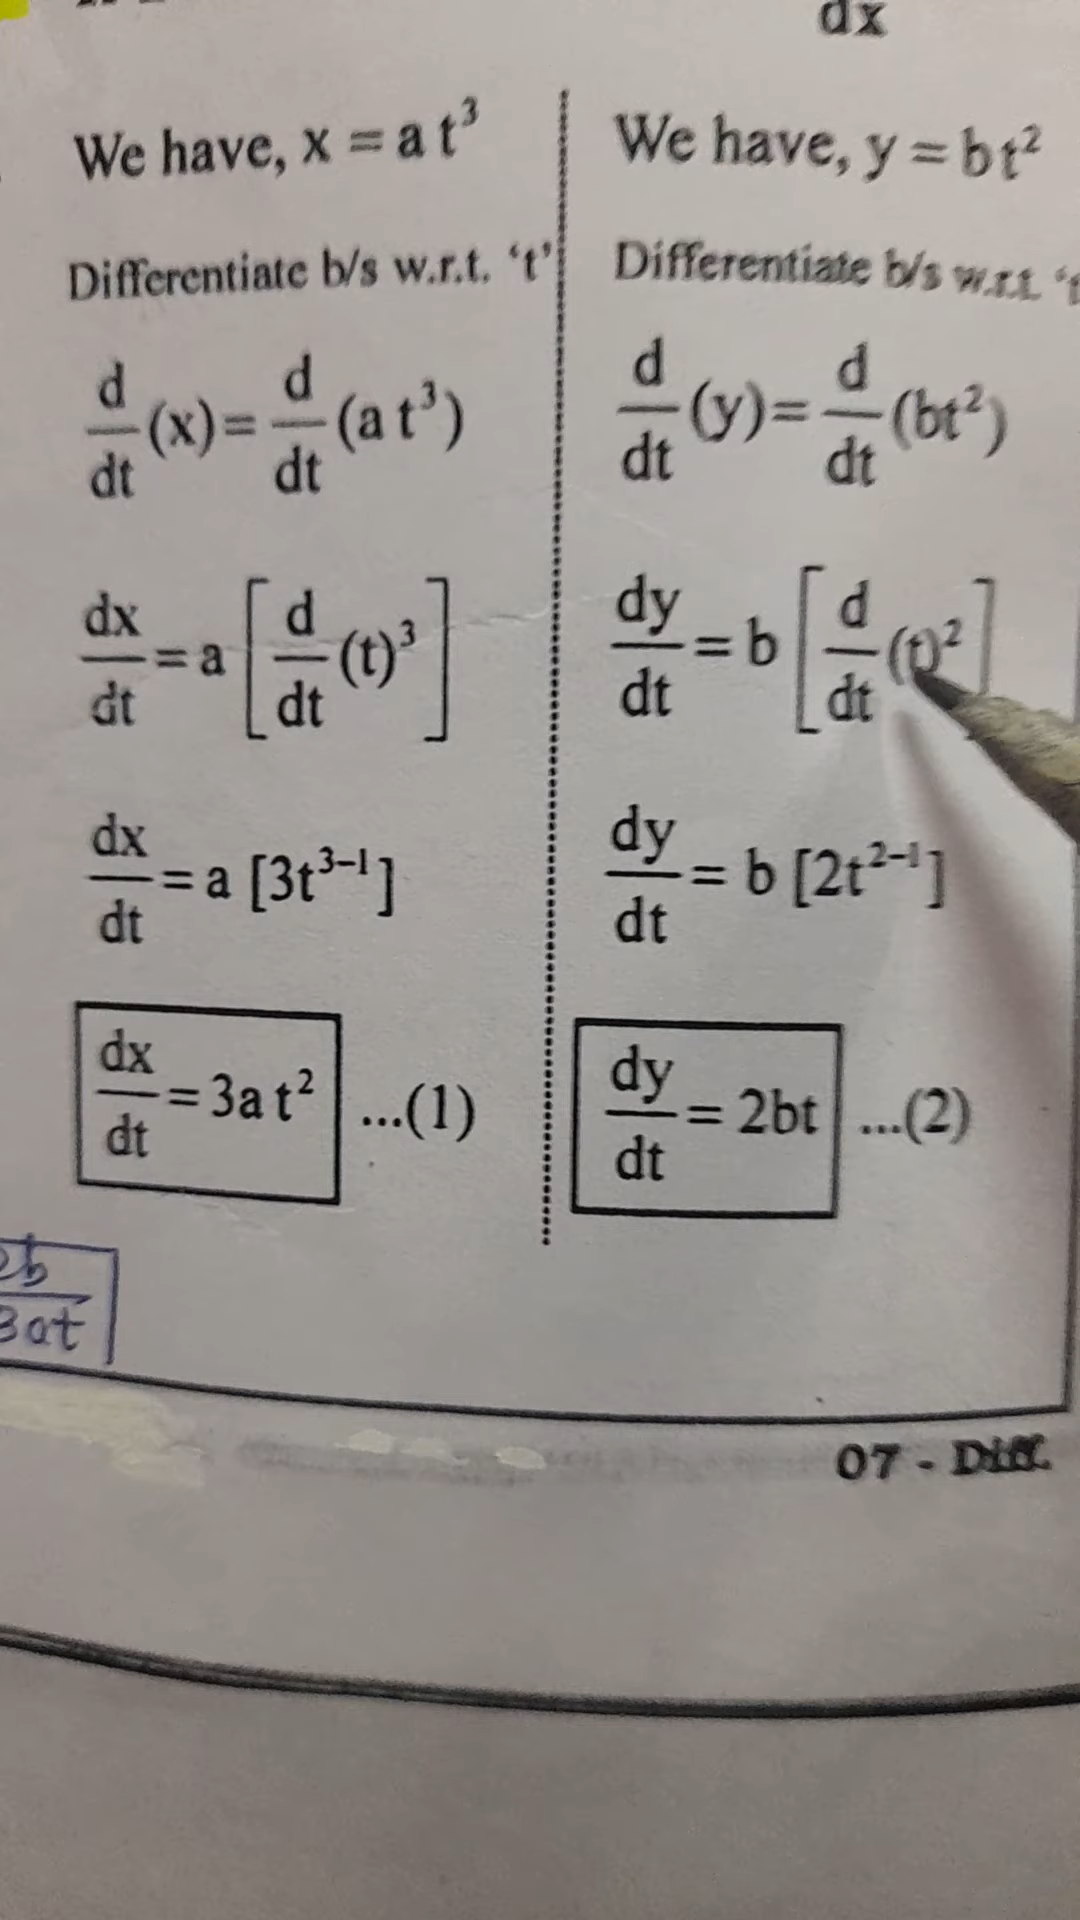 dx
We have, x = a t³
Differentiate b/s w.r.t. ‘t’
d/dt (x) = d/dt (a t³)
dx/dt = a [d/dt (t)³]
dx/dt = a [3t³⁻¹]
dx/dt = 3a t² ...(1)
We have, y = bt²
Differentiate b/s w.r.t. ‘t
d/dt (y) = d/dt (bt²)
dy/dt = b [d/dt (t)²]
dy/dt = b [2t²⁻¹]
dy/dt = 2bt ...(2)
2b
3at
07 - Diff.